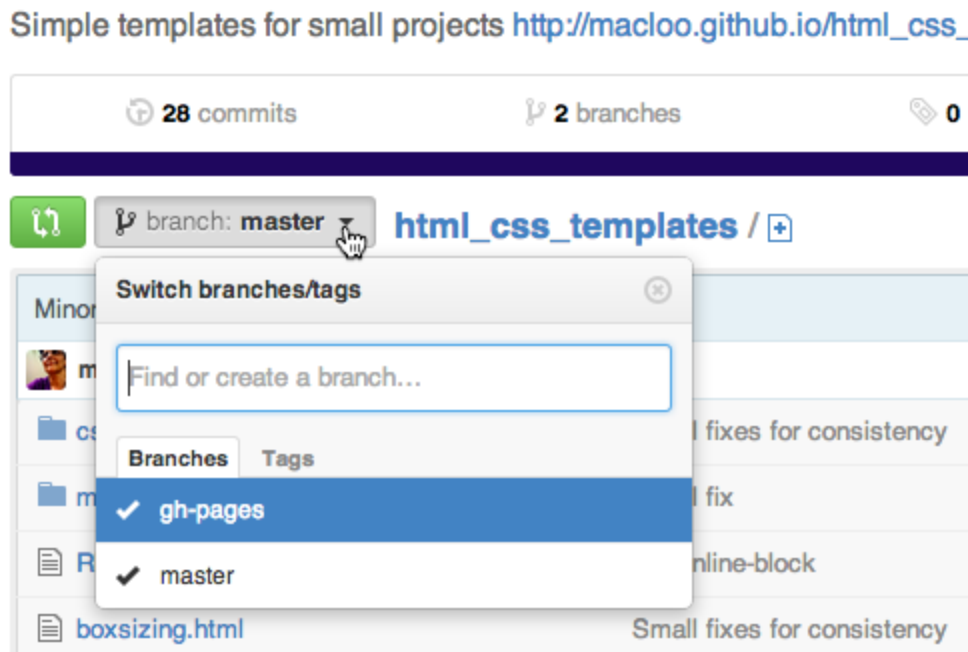 Simple templates for small projects http://macloo.github.io/html_css_
28 commits 2 branches 0
branch: master html_css_templates /
Switch branches/tags
Minor
Find or create a branch...
Branches Tags
fixes for consistency
gh-pages
fix
master
nline-block
boxsizing.html Small fixes for consistency